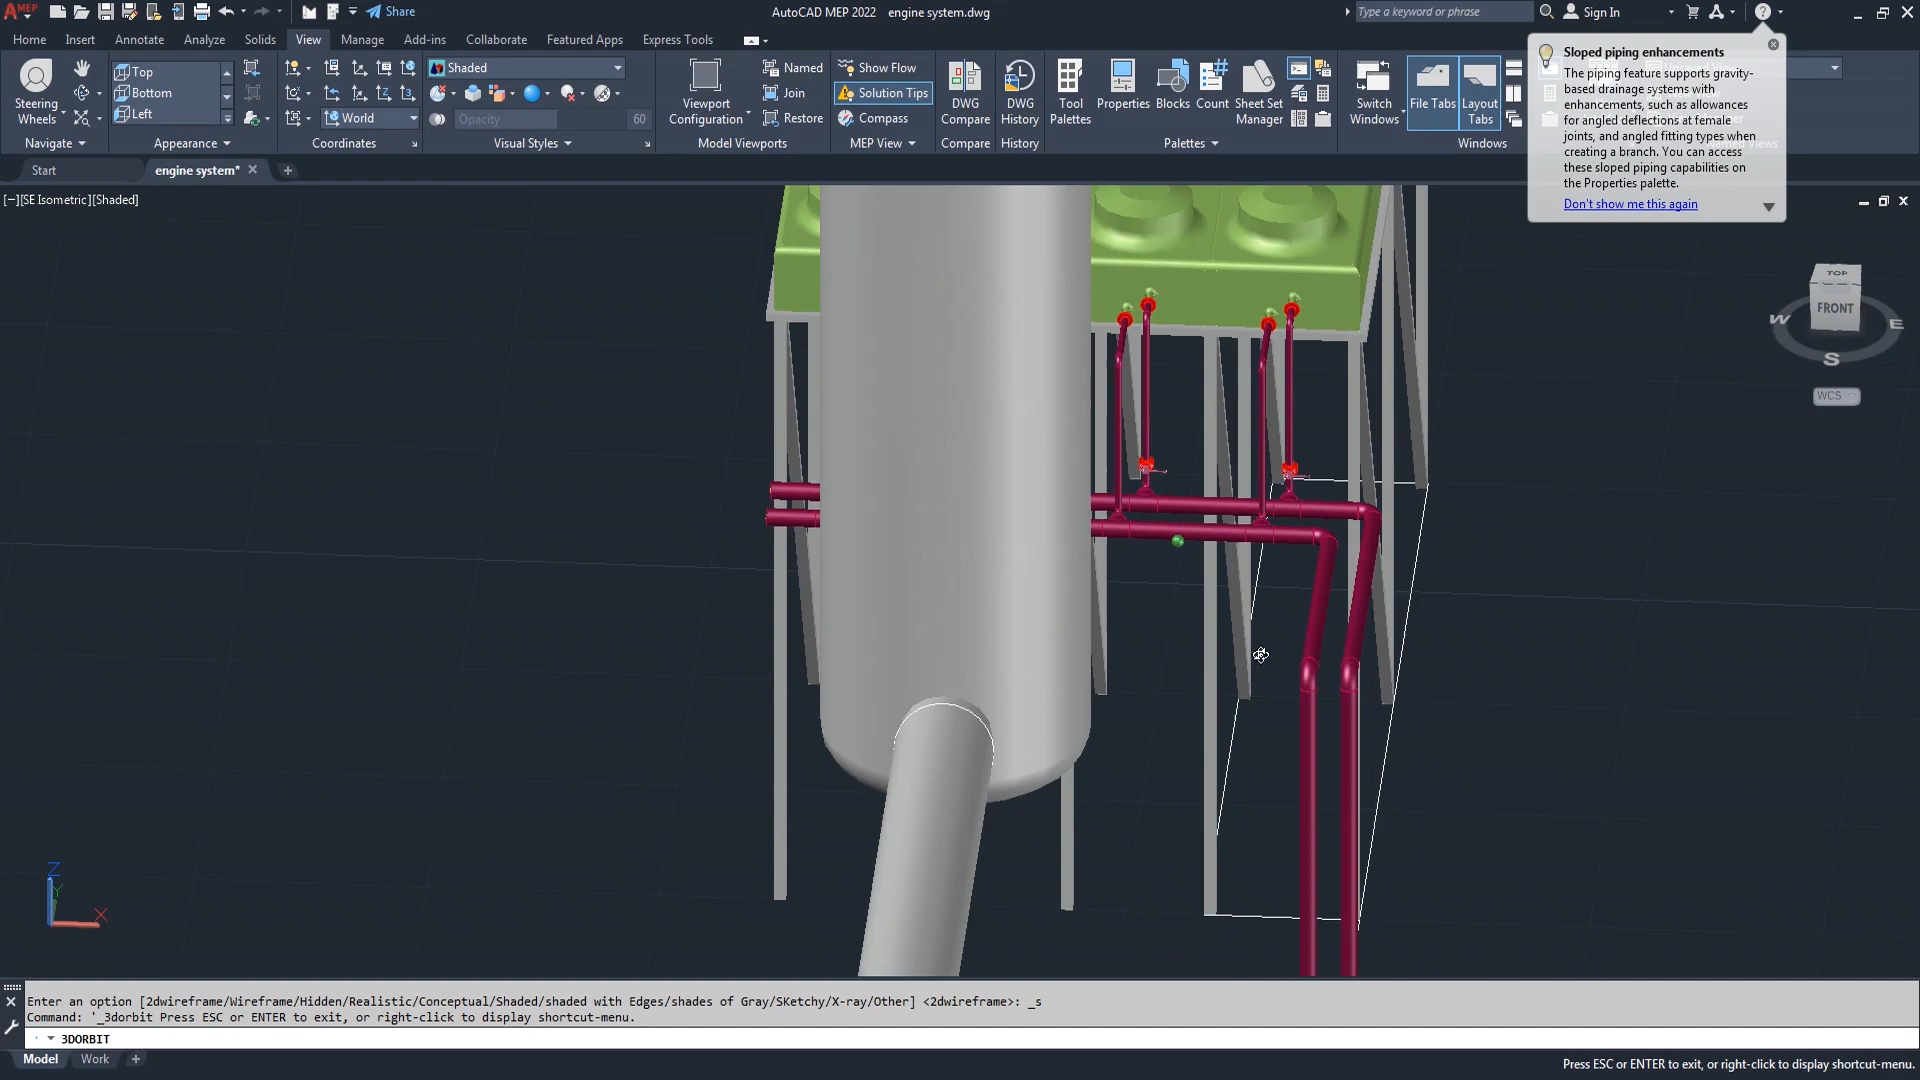 MEP
Share
AutoCAD MEP 2022 engine system.dwg
Type a keyword or phrase
Sign In
Home
Insert
Annotate
Analyze
Solids
View
Manage
Add-ins
Collaborate
Featured Apps
Express Tools
Steering
Wheels
Top
Bottom
Left
World
Shaded
Opacity
60
Viewport
Configuration
Named
Join
Restore
Show Flow
Solution Tips
Compass
DWG
Compare
DWG
History
Tool
Palettes
Properties
Blocks
Count
Sheet Set
Manager
Switch
Windows
File Tabs
Layout
Tabs
Navigate
Appearance
Coordinates
Visual Styles
Model Viewports
MEP View
Compare
History
Palettes
Windows
Sloped piping enhancements
The piping feature supports gravity-
based drainage systems with
enhancements, such as allowances
for angled deflections at female
joints, and angled fitting types when
creating a branch. You can access
these sloped piping capabilities on
the Properties palette.
Don't show me this again
Start
engine system*
[−][SE Isometric][Shaded]
TOP
FRONT
W
E
S
WCS
Z
Y
X
Enter an option [2dwireframe/Wireframe/Hidden/Realistic/Conceptual/Shaded/shaded with Edges/shades of Gray/SKetchy/X-ray/Other] <2dwireframe>: _s
Command: '_3dorbit Press ESC or ENTER to exit, or right-click to display shortcut-menu.
3DORBIT
Model
Work
Press ESC or ENTER to exit, or right-click to display shortcut-menu.